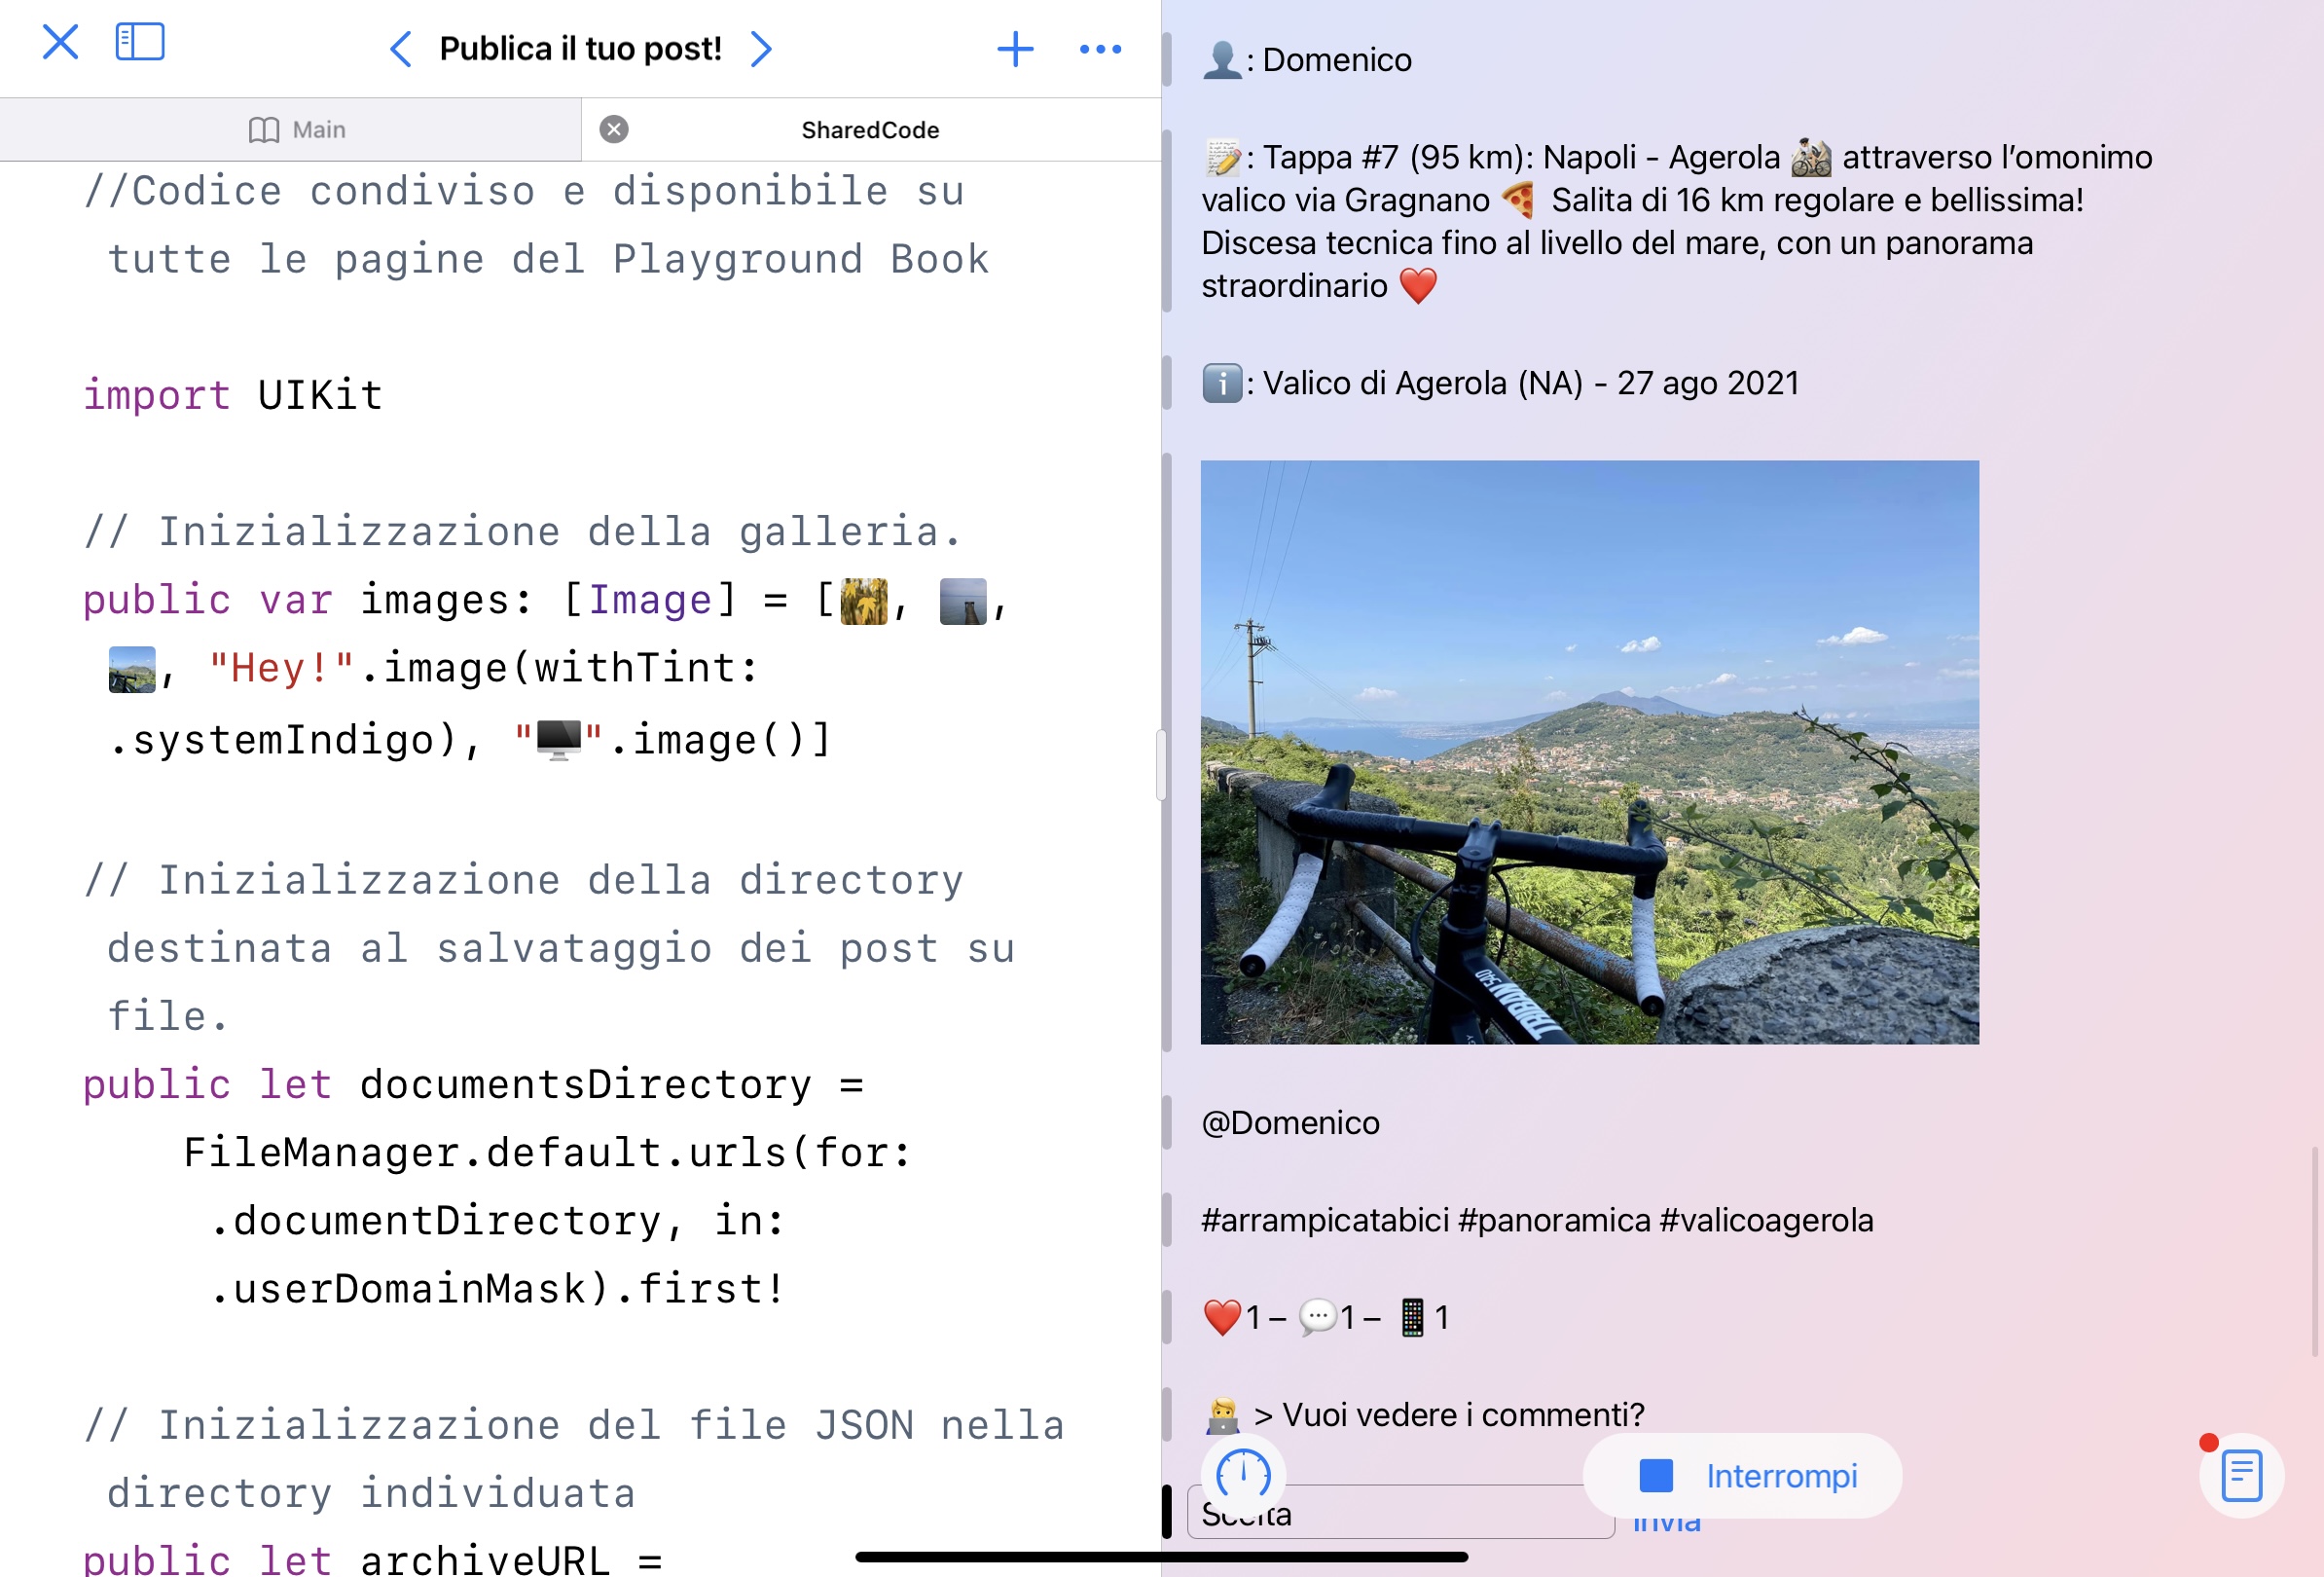 Publica il tuo post!
Main
SharedCode
//Codice condiviso e disponibile su
tutte le pagine del Playground Book
import UIKit
// Inizializzazione della galleria.
public var images: [Image] = [, ,
, "Hey!".image(withTint:
.systemIndigo), "🖥️".image()]
// Inizializzazione della directory
destinata al salvataggio dei post su
file.
public let documentsDirectory =
FileManager.default.urls(for:
.documentDirectory, in:
.userDomainMask).first!
// Inizializzazione del file JSON nella
directory individuata
public let archiveURL =
👤: Domenico
📝: Tappa #7 (95 km): Napoli - Agerola 🚵🏻 attraverso l’omonimo
valico via Gragnano 🍕 Salita di 16 km regolare e bellissima!
Discesa tecnica fino al livello del mare, con un panorama
straordinario ❤️
ℹ️: Valico di Agerola (NA) - 27 ago 2021
TRIBAN 540
@Domenico
#arrampicatabici #panoramica #valicoagerola
❤️1 – 💬1 – 📱1
🧑🏼‍💻 > Vuoi vedere i commenti?
Interrompi
Scelta
Invia